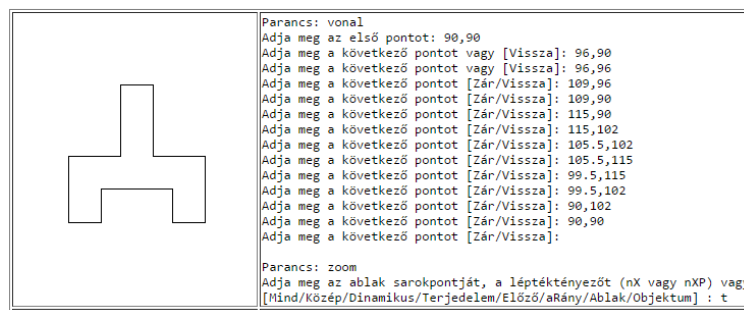 Parancs: vonal
Adja meg az első pontot: 90,90
Adja meg a következő pontot vagy [Vissza]: 96,90
Adja meg a következő pontot vagy [Vissza]: 96,96
Adja meg a következő pontot [Zár/Vissza]: 109,96
Adja meg a következő pontot [Zár/Vissza]: 109,90
Adja meg a következő pontot [Zár/Vissza]: 115,90
Adja meg a következő pontot [Zár/Vissza]: 115,102
Adja meg a következő pontot [Zár/Vissza]: 105.5,102
Adja meg a következő pontot [Zár/Vissza]: 105.5,115
Adja meg a következő pontot [Zár/Vissza]: 99.5,115
Adja meg a következő pontot [Zár/Vissza]: 99.5,102
Adja meg a következő pontot [Zár/Vissza]: 90,102
Adja meg a következő pontot [Zár/Vissza]: 90,90
Adja meg a következő pontot [Zár/Vissza]:
Parancs: zoom
Adja meg az ablak sarokpontját, a léptéktényezőt (nX vagy nXP) vagy
[Mind/Közép/Dinamikus/Terjedelem/Előző/aRány/Ablak/Objektum] : t